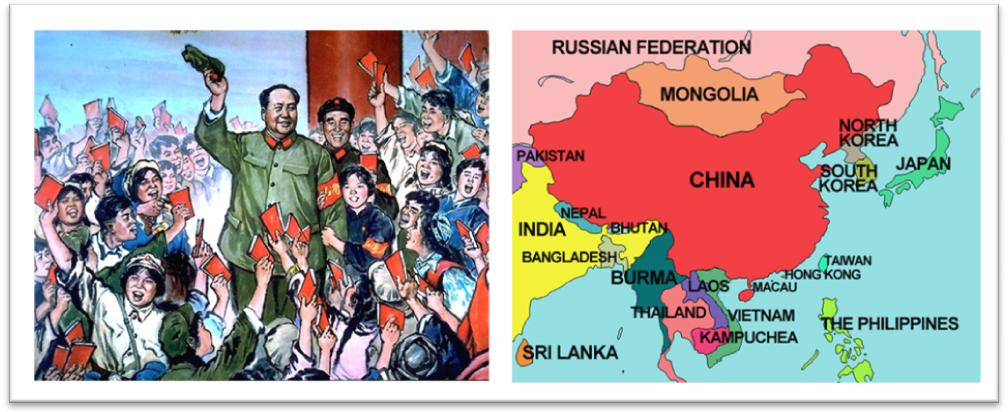 RUSSIAN FEDERATION
MONGOLIA
NORTH
KOREA
PAKISTAN
JAPAN
SOUTH
KOREA
CHINA
NEPAL
INDIA
BHUTAN
BANGLADESH
TAIWAN
HONG KONG
BURMA
LAOS
MACAU
THAILAND
VIETNAM
THE PHILIPPINES
KAMPUCHEA
SRI LANKA